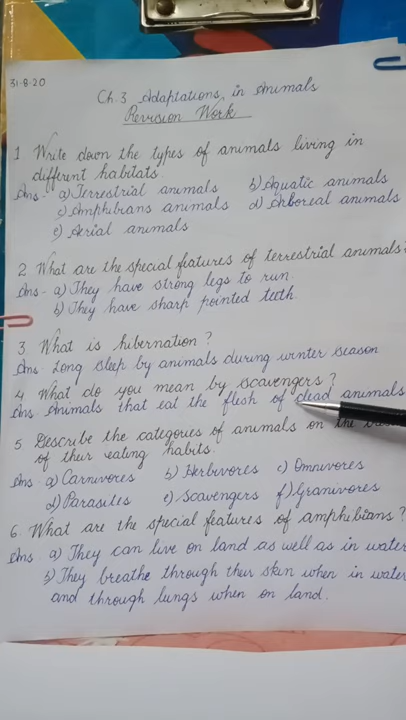 31-8-20
Ch.3 Adaptations in Animals
Revision Work
1 Write down the types of animals living in
different habitats.
Ans- a) Terrestrial animals b) Aquatic animals
c) Amphibians animals d) Arboreal animals
e) Aerial animals
2 What are the special features of terrestrial animals?
Ans- a) They have strong legs to run.
b) They have sharp pointed teeth.
3 What is hibernation?
Ans. Long sleep by animals during winter season
4 What do you mean by scavengers?
Ans Animals that eat the flesh of dead animals
5 Describe the categories of animals on the
of their eating habits.
Ans a) Carnivores b) Herbivores c) Omnivores
d) Parasites e) Scavengers f) Granivores
6. What are the special features of amphibians?
Ans a) They can live on land as well as in water
b) They breathe through their skin when in water
and through lungs when on land.